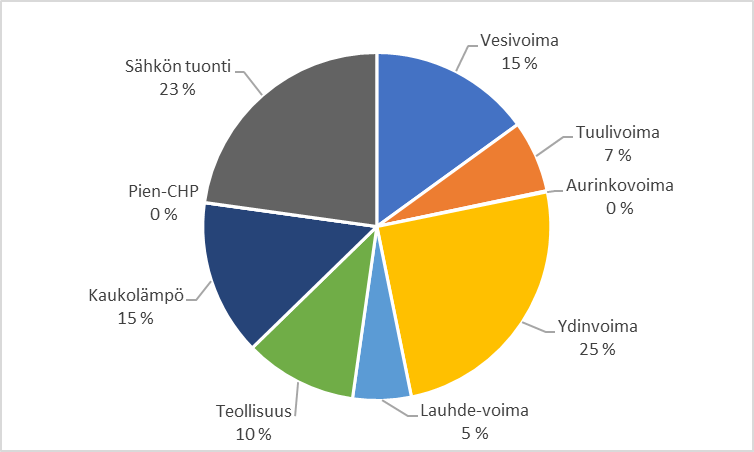 Vesivoima
15 %
Tuulivoima
7 %
Aurinkovoima
0 %
Ydinvoima
25 %
Lauhde-voima
5 %
Teollisuus
10 %
Kaukolämpö
15 %
Pien-CHP
0 %
Sähkön tuonti
23 %